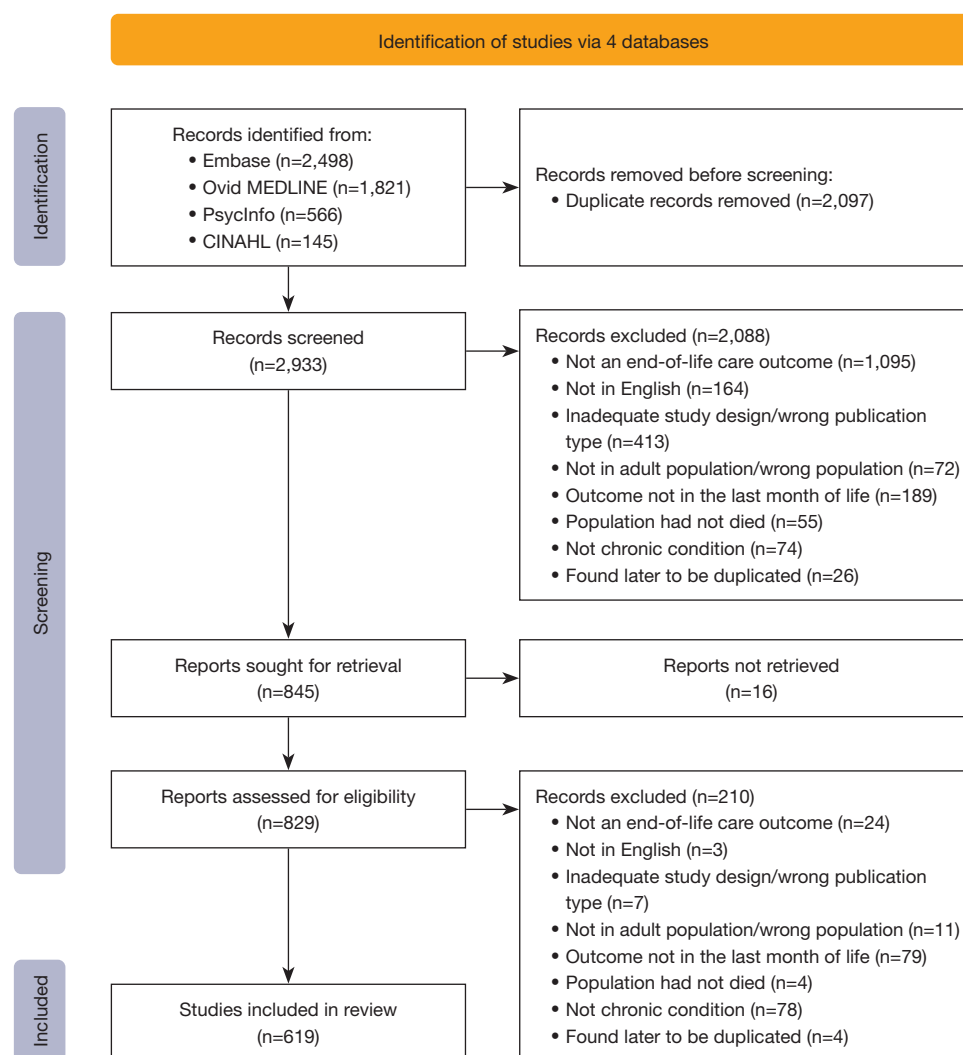 Identification of studies via 4 databases
Identification
Records identified from:
• Embase (n=2,498)
• Ovid MEDLINE (n=1,821)
• PsycInfo (n=566)
• CINAHL (n=145)
Records removed before screening:
• Duplicate records removed (n=2,097)
Screening
Records screened
(n=2,933)
Records excluded (n=2,088)
• Not an end-of-life care outcome (n=1,095)
• Not in English (n=164)
• Inadequate study design/wrong publication
type (n=413)
• Not in adult population/wrong population (n=72)
• Outcome not in the last month of life (n=189)
• Population had not died (n=55)
• Not chronic condition (n=74)
• Found later to be duplicated (n=26)
Reports sought for retrieval
(n=845)
Reports not retrieved
(n=16)
Reports assessed for eligibility
(n=829)
Records excluded (n=210)
• Not an end-of-life care outcome (n=24)
• Not in English (n=3)
• Inadequate study design/wrong publication
type (n=7)
• Not in adult population/wrong population (n=11)
• Outcome not in the last month of life (n=79)
• Population had not died (n=4)
• Not chronic condition (n=78)
• Found later to be duplicated (n=4)
Included
Studies included in review
(n=619)